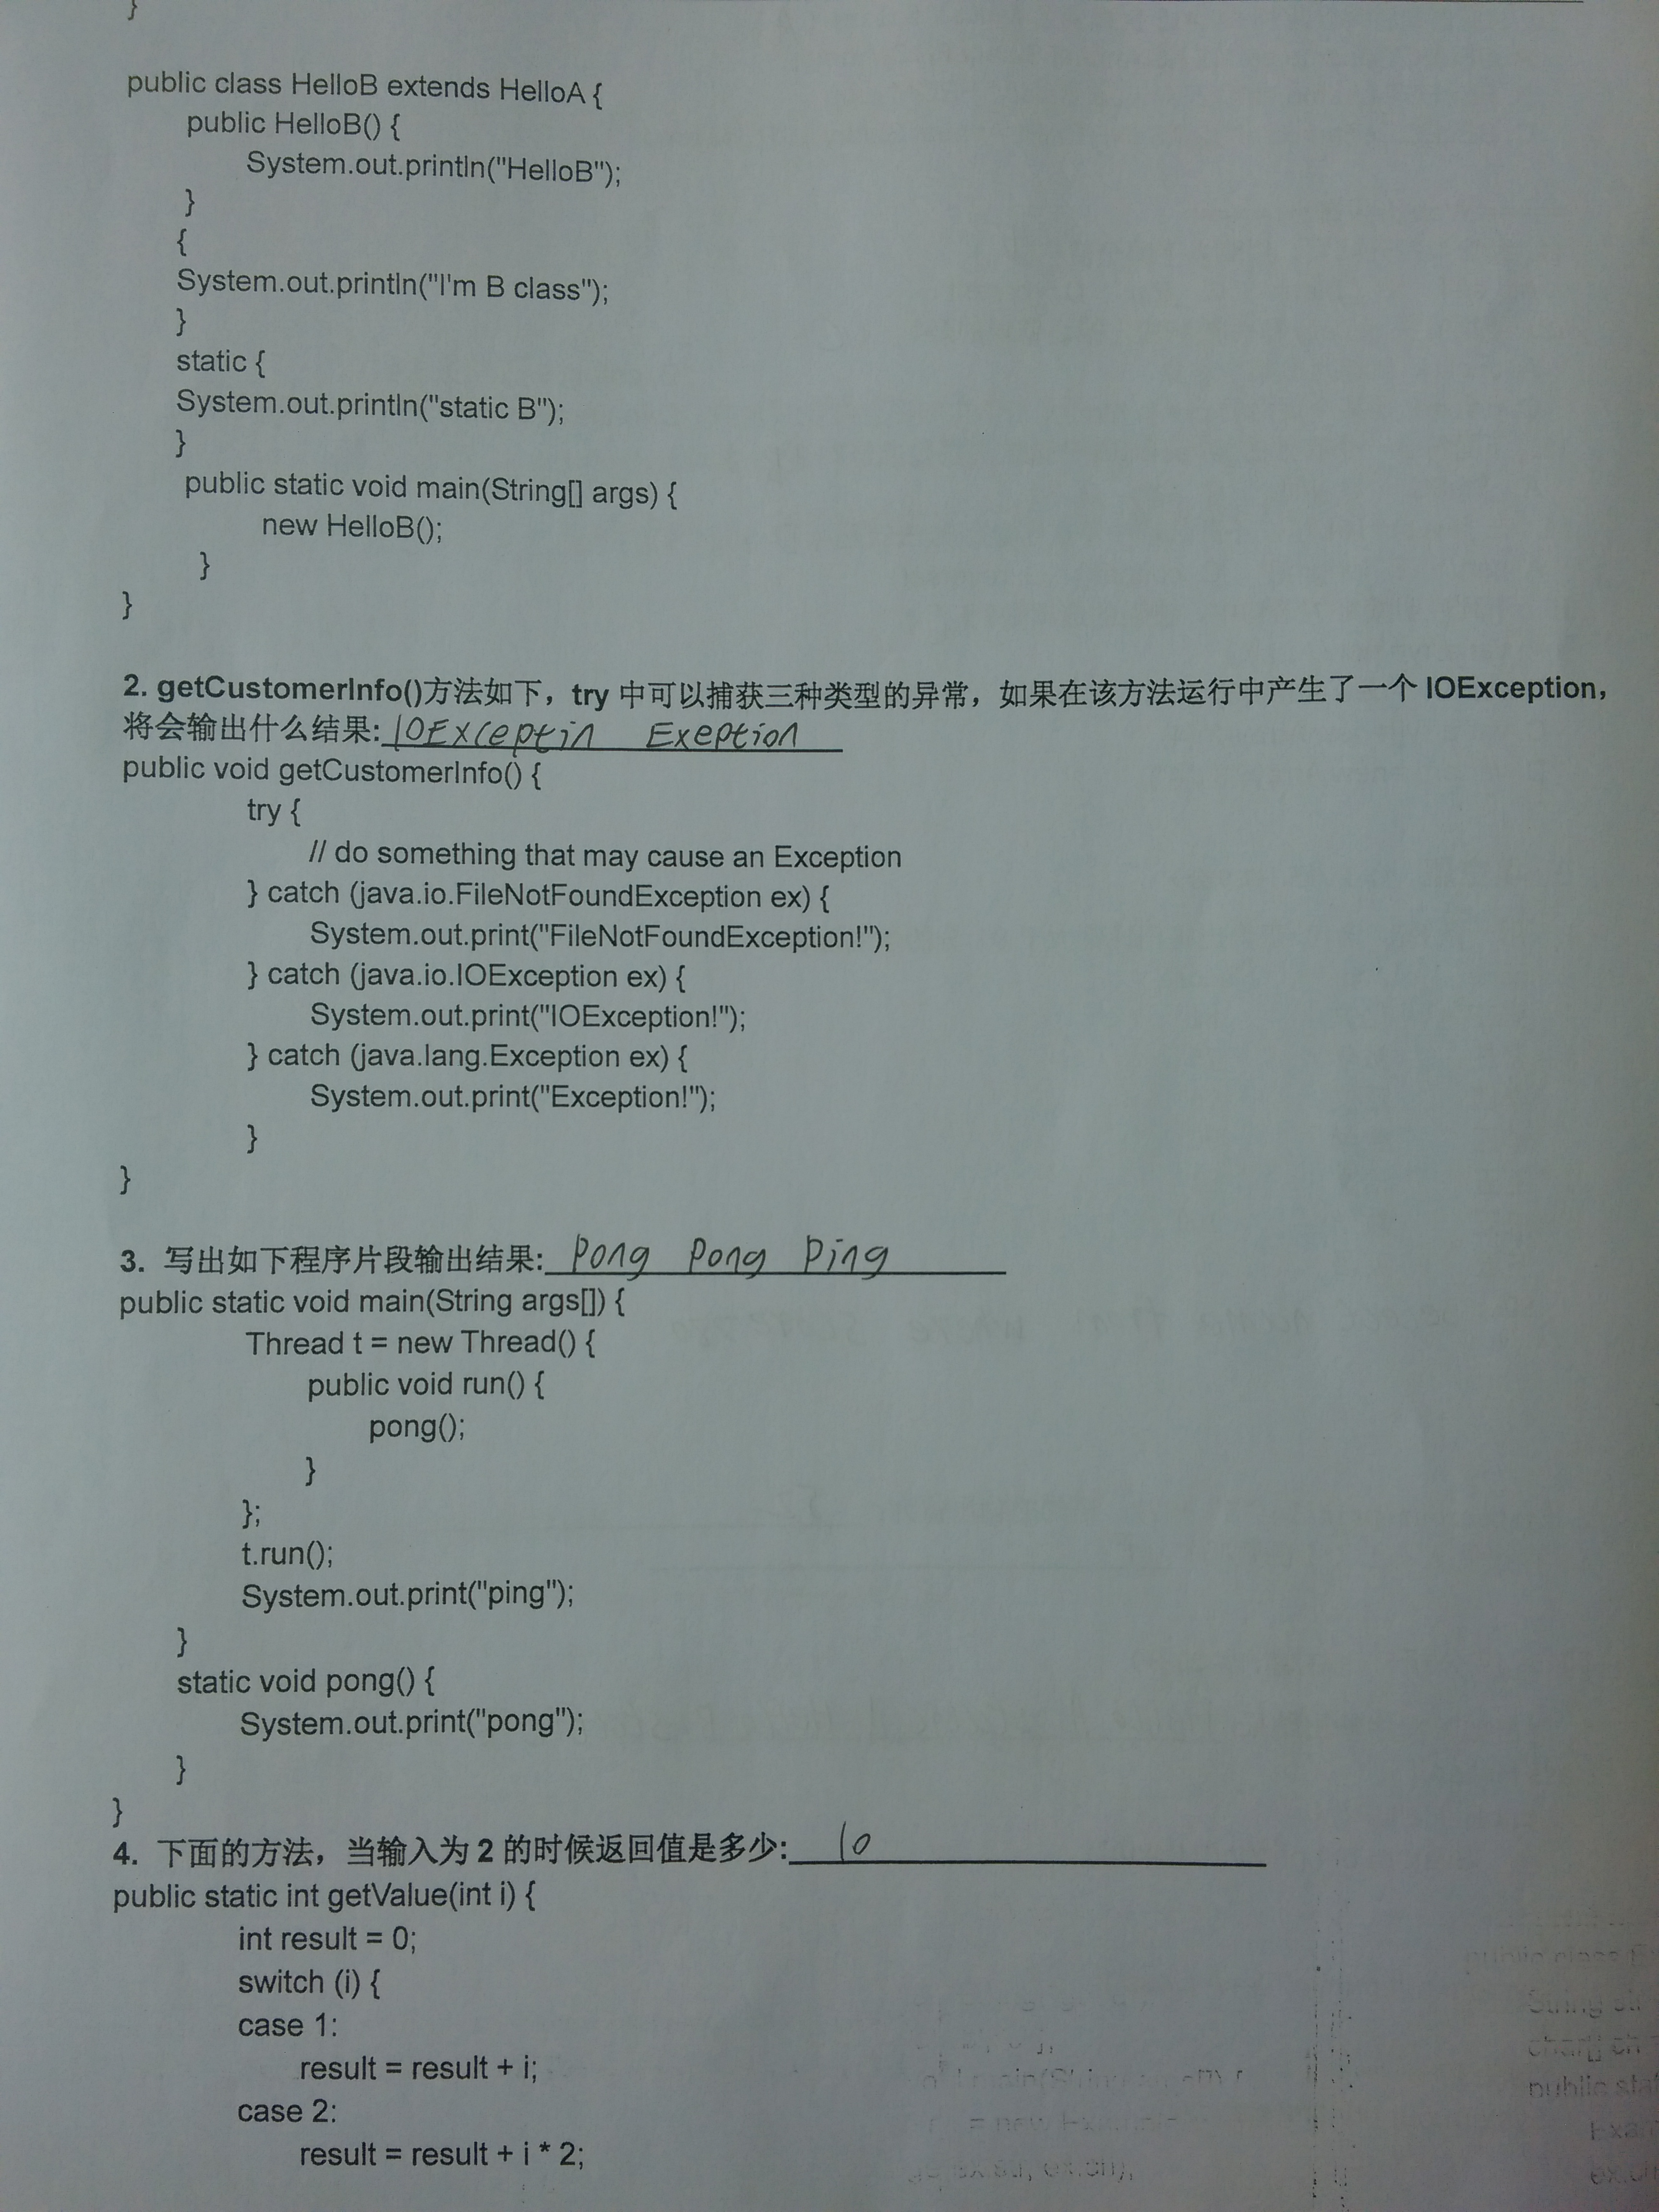 }
public class HelloB extends HelloA {
public HelloB() {
System.out.println("HelloB");
}
{
System.out.println("I'm B class");
}
static {
System.out.println("static B");
}
public static void main(String[] args) {
new HelloB();
}
}
2. getCustomerInfo()方法如下，try 中可以捕获三种类型的异常，如果在该方法运行中产生了一个 IOException，
将会输出什么结果: IOExceptin Exeption
public void getCustomerInfo() {
try {
// do something that may cause an Exception
} catch (java.io.FileNotFoundException ex) {
System.out.print("FileNotFoundException!");
} catch (java.io.IOException ex) {
System.out.print("IOException!");
} catch (java.lang.Exception ex) {
System.out.print("Exception!");
}
}
3. 写出如下程序片段输出结果: Pong Pong Ping
public static void main(String args[]) {
Thread t = new Thread() {
public void run() {
pong();
}
};
t.run();
System.out.print("ping");
}
static void pong() {
System.out.print("pong");
}
}
4. 下面的方法，当输入为 2 的时候返回值是多少: 10
public static int getValue(int i) {
int result = 0;
switch (i) {
case 1:
result = result + i;
case 2:
result = result + i * 2;